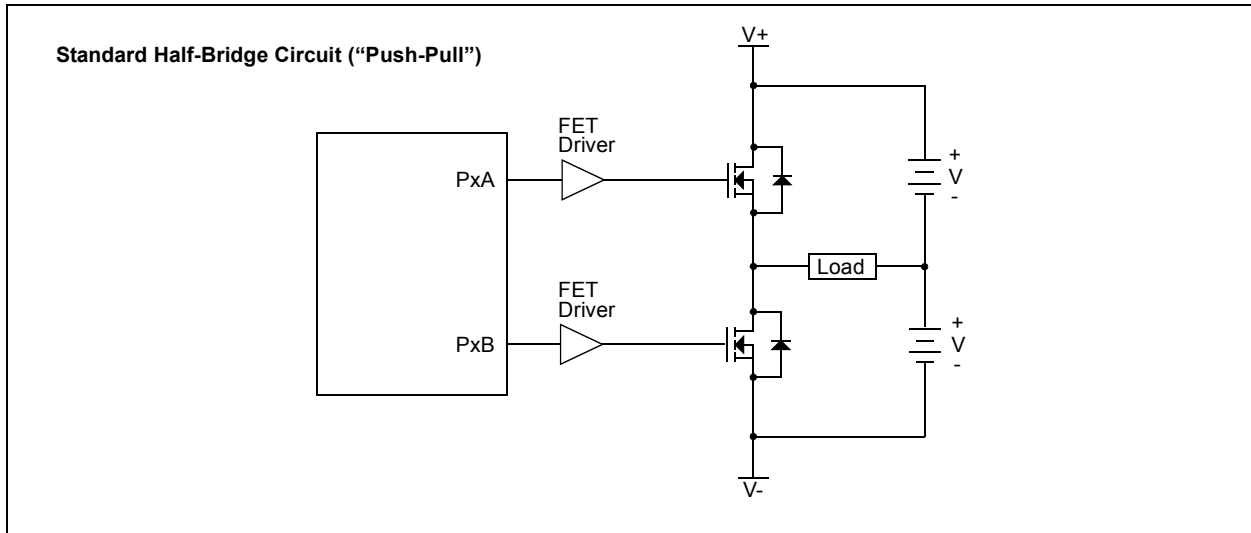 Standard Half-Bridge Circuit (“Push-Pull”)
V+
FET
Driver
PxA
+
V
-
Load
FET
Driver
PxB
+
V
-
V-